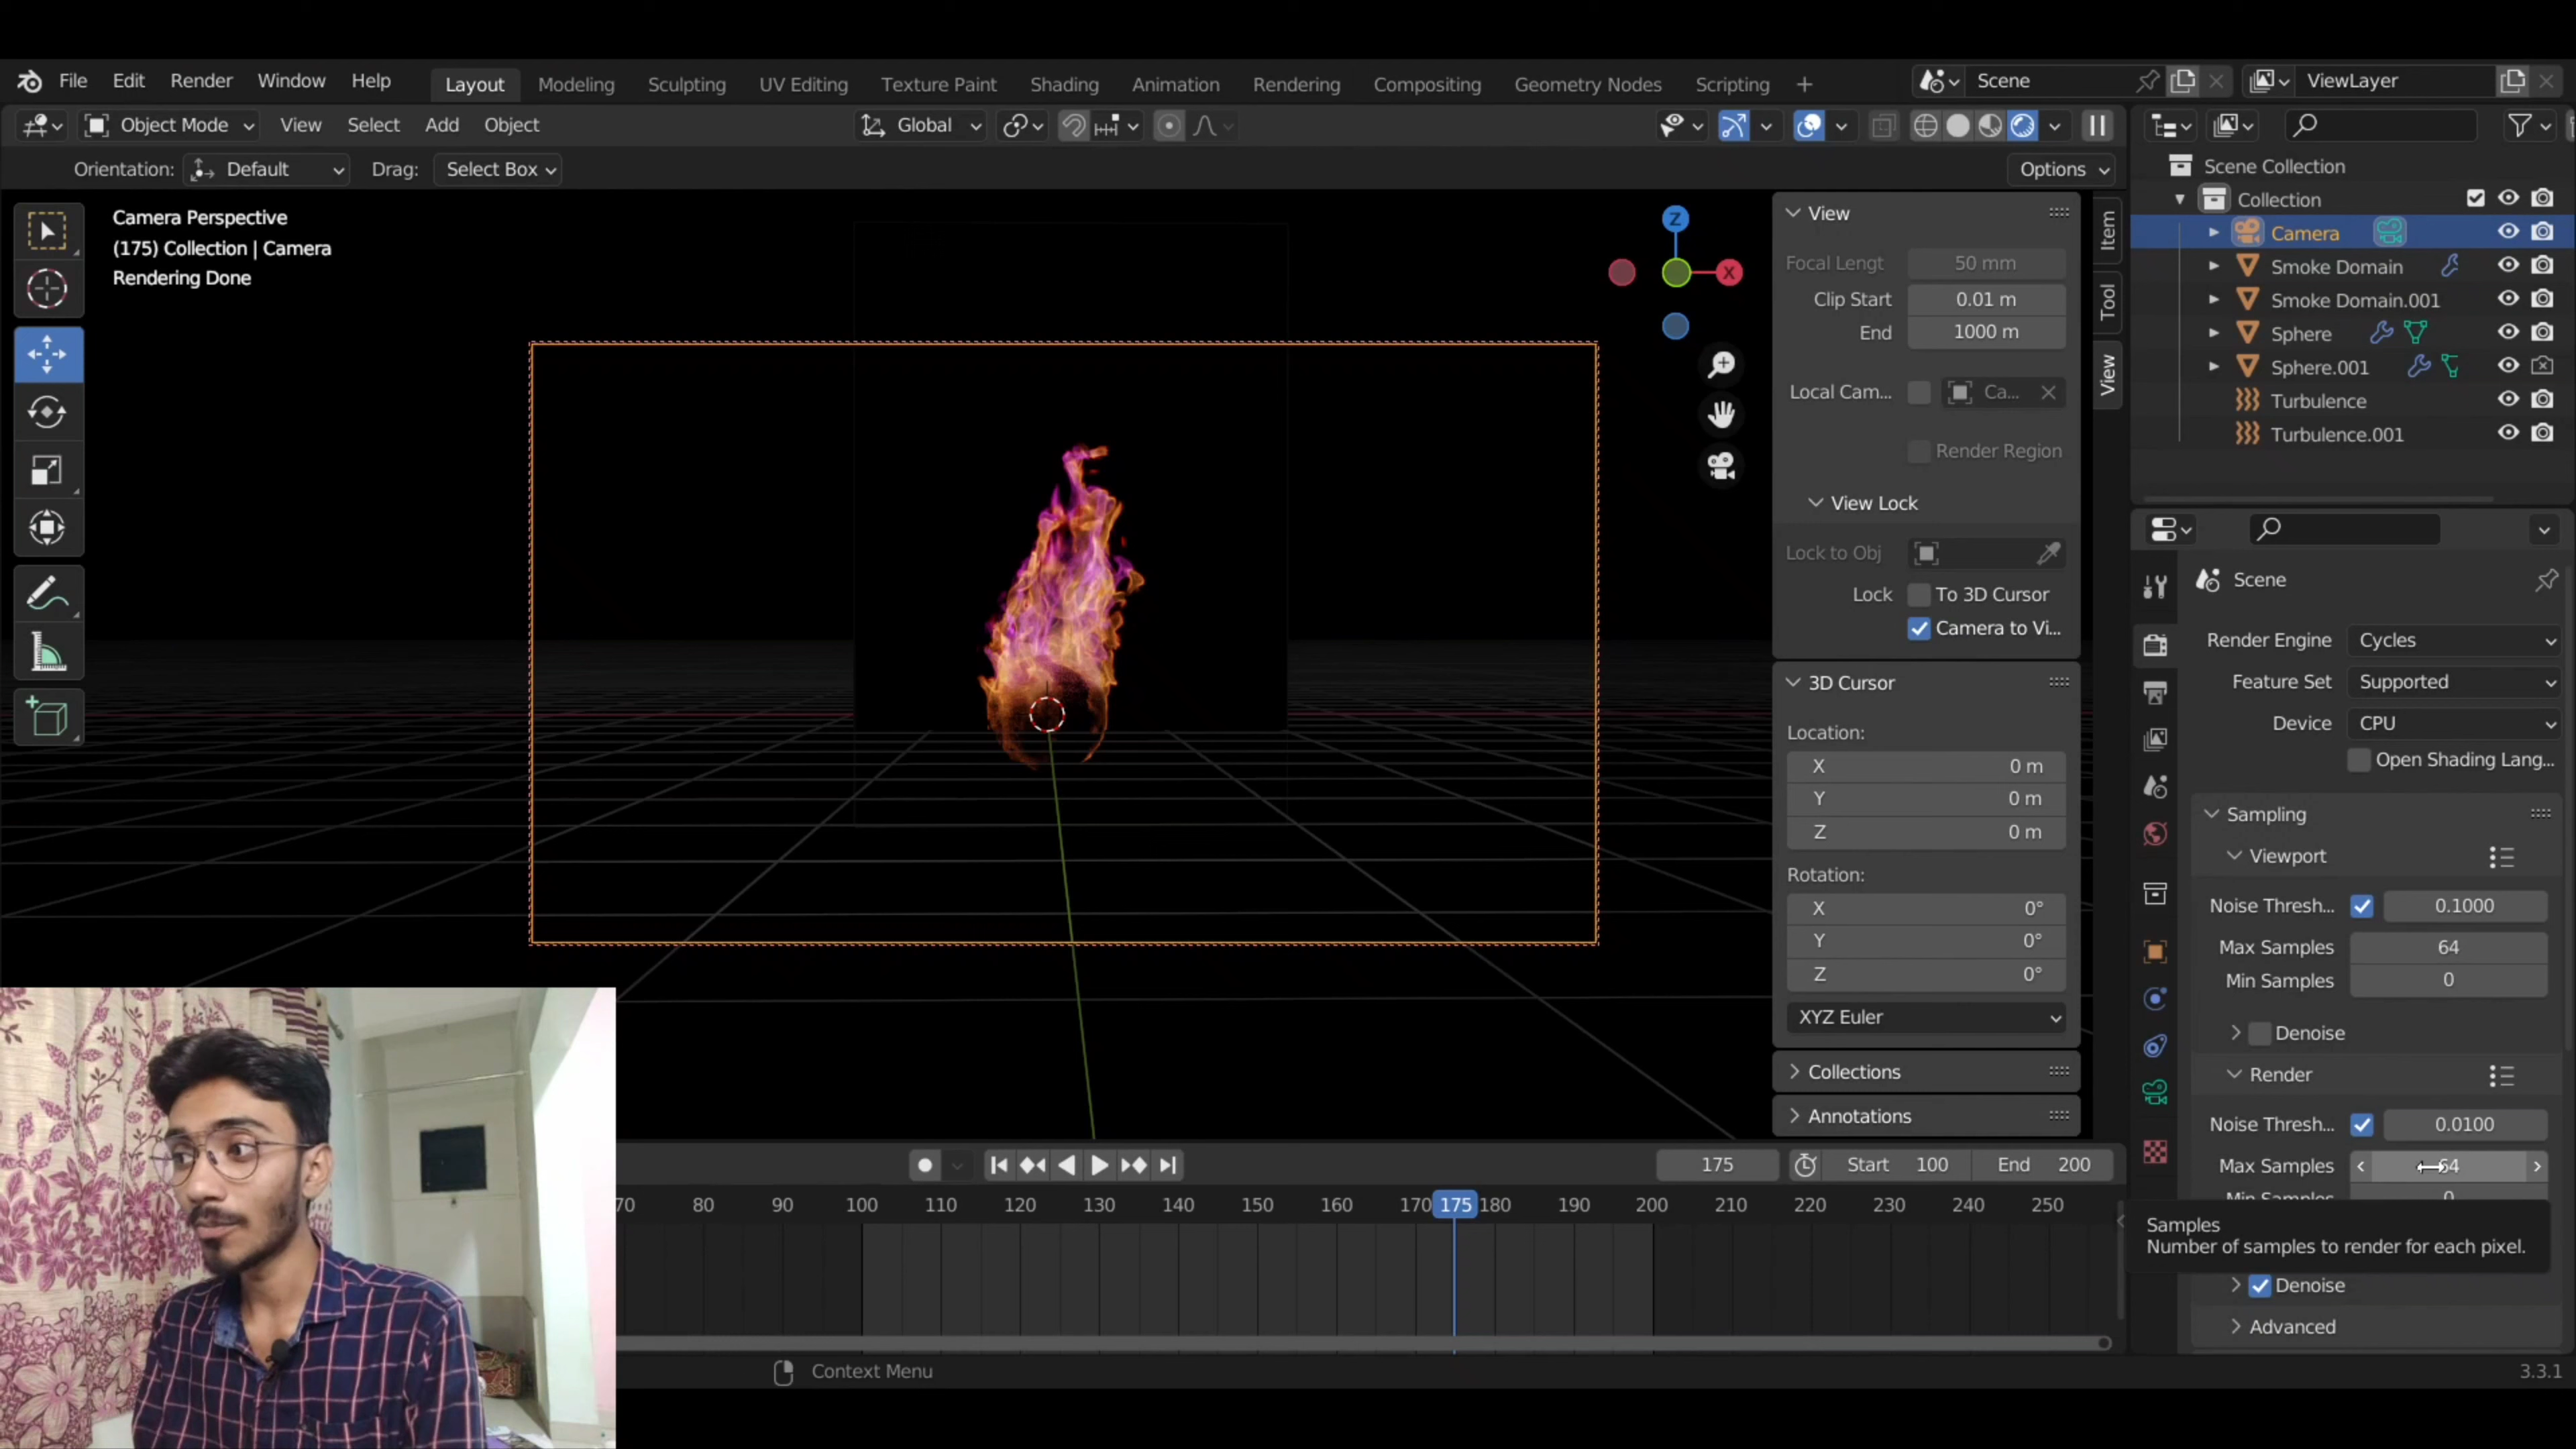 File Edit Render Window Help Layout Modeling Sculpting UV Editing Texture Paint Shading Animation Rendering Compositing Geometry Nodes Scripting + Scene ViewLayer
Object Mode View Select Add Object Global
Orientation: Default Drag: Select Box Options
Camera Perspective
(175) Collection | Camera
Rendering Done
Z
X
View
Focal Lengt 50 mm
Clip Start 0.01 m
End 1000 m
Local Cam... Ca...
Render Region
View Lock
Lock to Obj
Lock To 3D Cursor
Camera to Vi...
3D Cursor
Location:
X 0 m
Y 0 m
Z 0 m
Rotation:
X 0°
Y 0°
Z 0°
XYZ Euler
Collections
Annotations
Item
Tool
View
Scene Collection
Collection
Camera
Smoke Domain
Smoke Domain.001
Sphere
Sphere.001
Turbulence
Turbulence.001
Scene
Render Engine Cycles
Feature Set Supported
Device CPU
Open Shading Lang...
Sampling
Viewport
Noise Thresh... 0.1000
Max Samples 64
Min Samples 0
Denoise
Render
Noise Thresh... 0.0100
Max Samples 64
Min Samples 0
Samples
Number of samples to render for each pixel.
Denoise
Advanced
175 Start 100 End 200
70 80 90 100 110 120 130 140 150 160 170 175 180 190 200 210 220 230 240 250
Context Menu
3.3.1